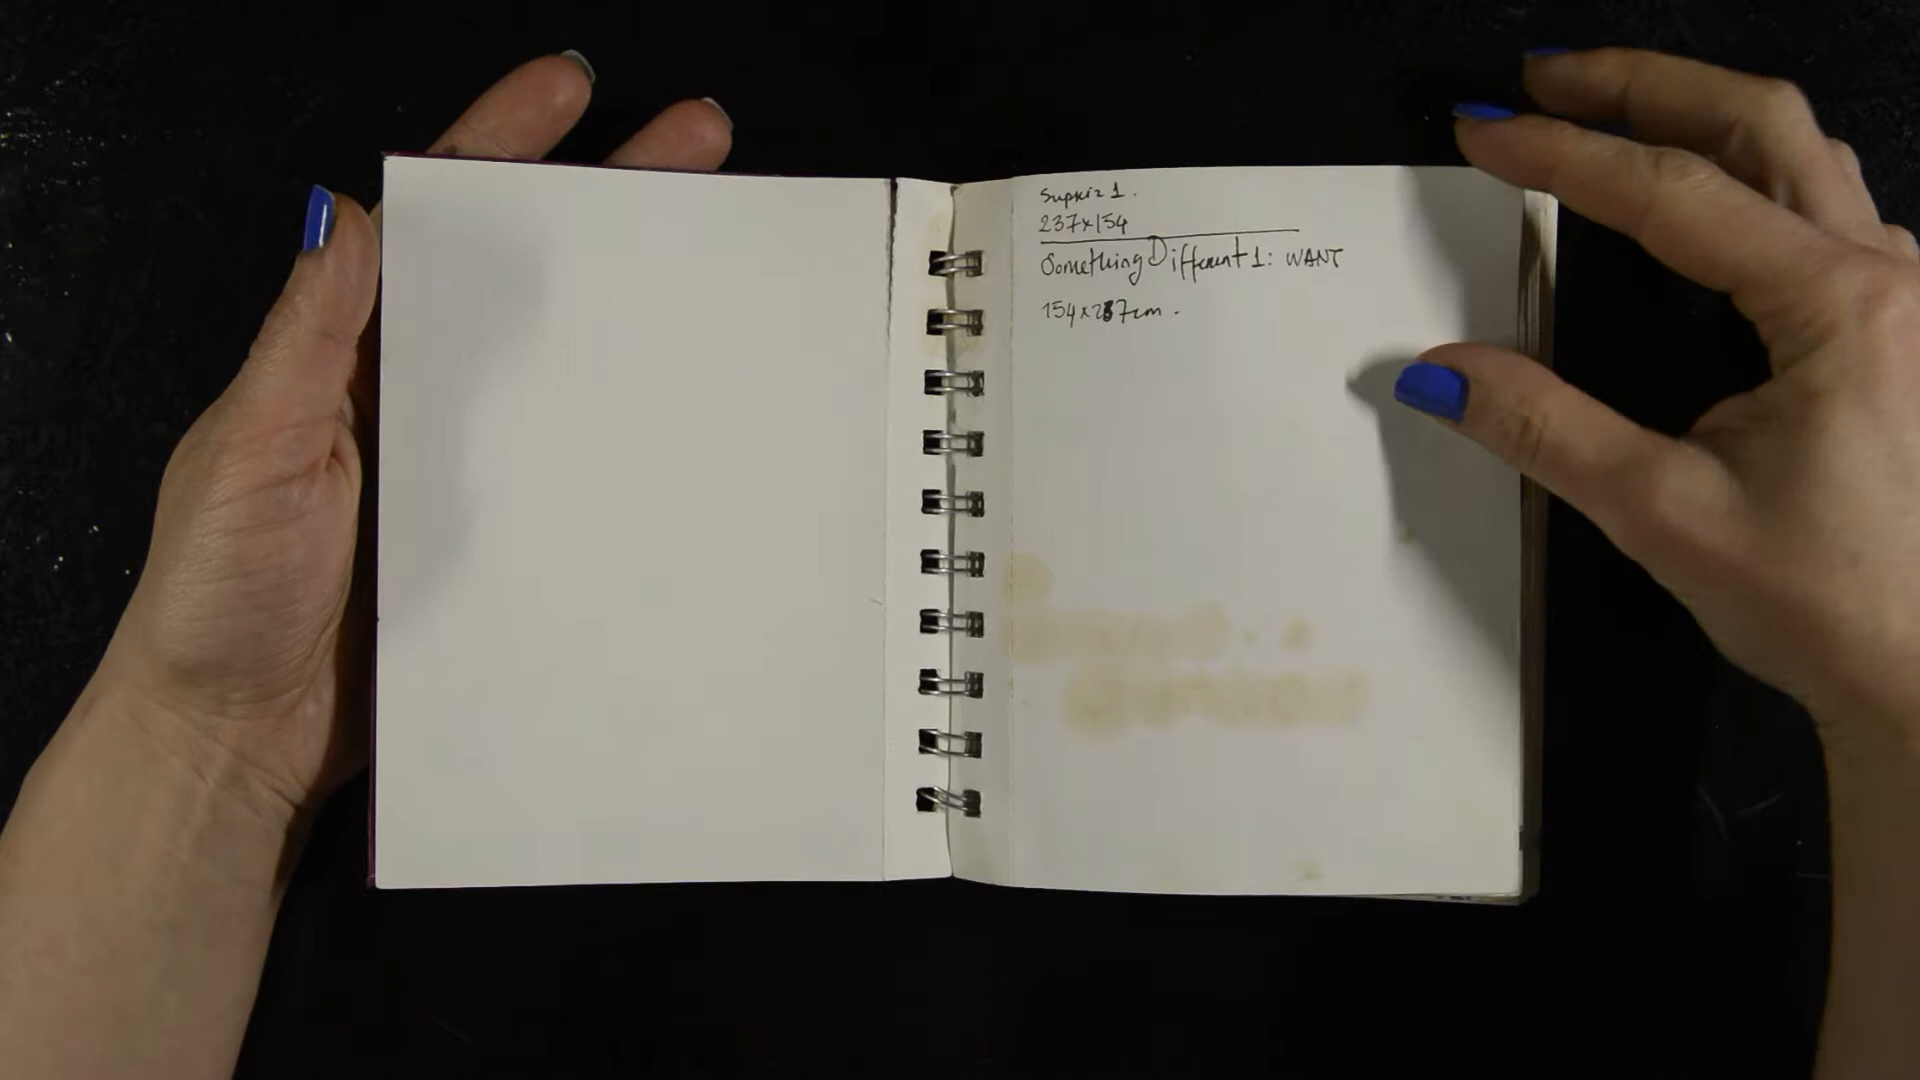 Supkiz 1.
237x154
Something Different 1: WANT
154x237cm.